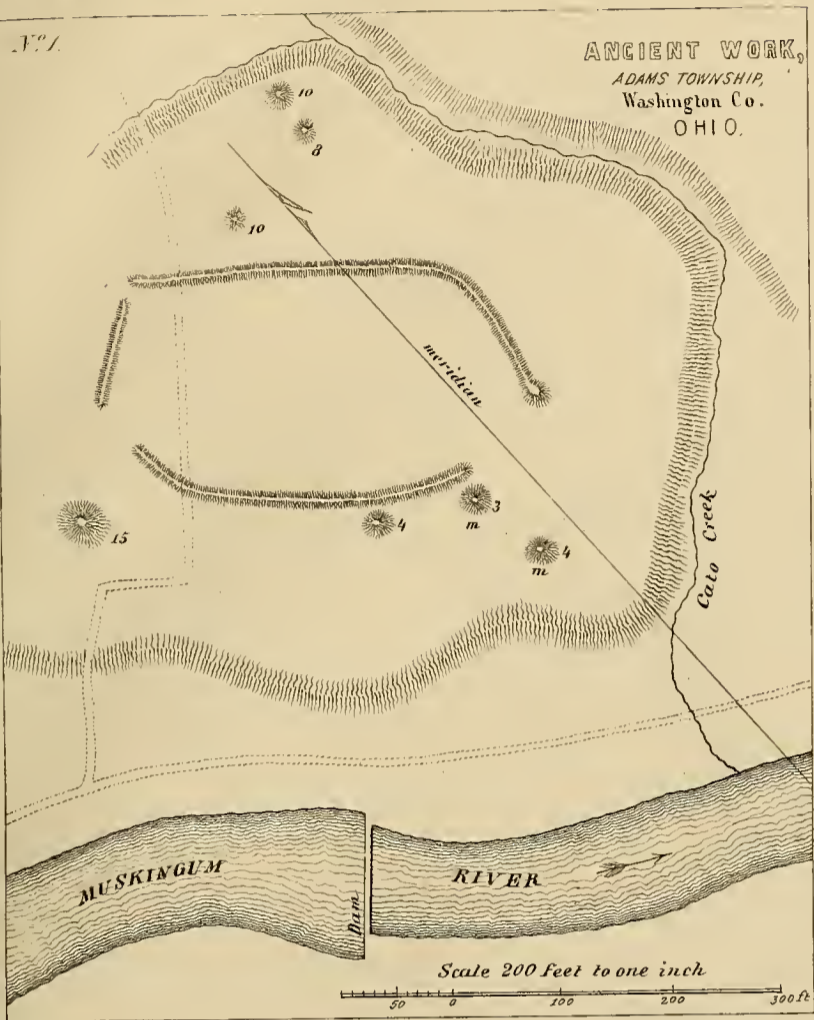 No. 1.
ANCIENT WORK,
ADAMS TOWNSHIP,
Washington Co.
OHIO.
10
8
10
meridian
15
4
3
m
4
m
Cato Creek
MUSKINGUM
RIVER
Dam
Scale 200 feet to one inch
50 0 100 200 300 ft